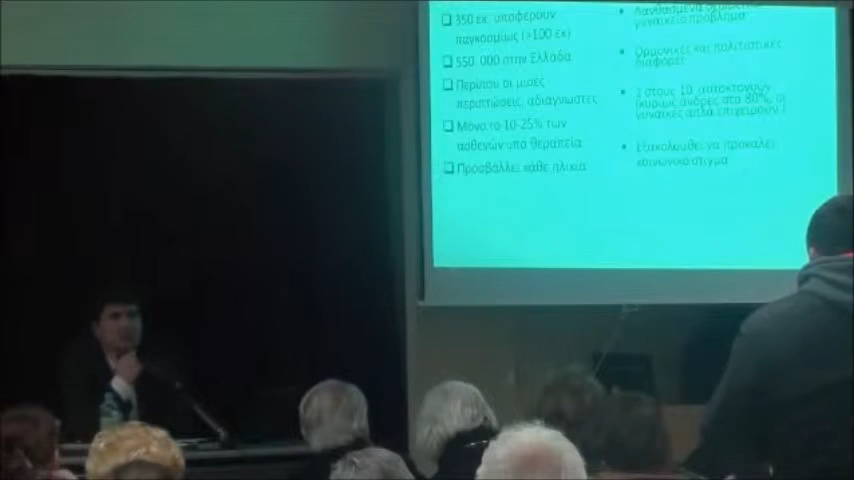 350 εκ. υποφέρουν
παγκοσμίως (>100 εκ)
550.000 στην Ελλάδα
Περίπου οι μισές
περιπτώσεις, αδιάγνωστες
Μόνο το 10-25% των
ασθενών υπό θεραπεία
Προσβάλλει κάθε ηλικία
Λανθασμένα
γυναικείο πρόβλημα
Ορμονικές και πολιτιστικές
διαφορές
1 στους 10 αυτοκτονούν
(κυρίως άνδρες στο 80%, οι
γυναίκες απλά επιχειρούν)
Εξακολουθεί να προκαλεί
κοινωνικό στίγμα